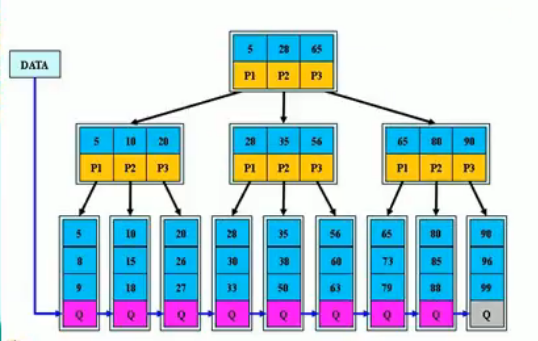 5 28 65
DATA
P1 P2 P3
5 10 20
28 35 56
65 80 90
P1 P2 P3
P1 P2 P3
P1 P2 P3
5 10 20 28 35 56 65 80 90
8 15 26 30 38 60 73 85 96
9 18 27 33 50 63 79 88 99
Q Q Q Q Q Q Q Q Q